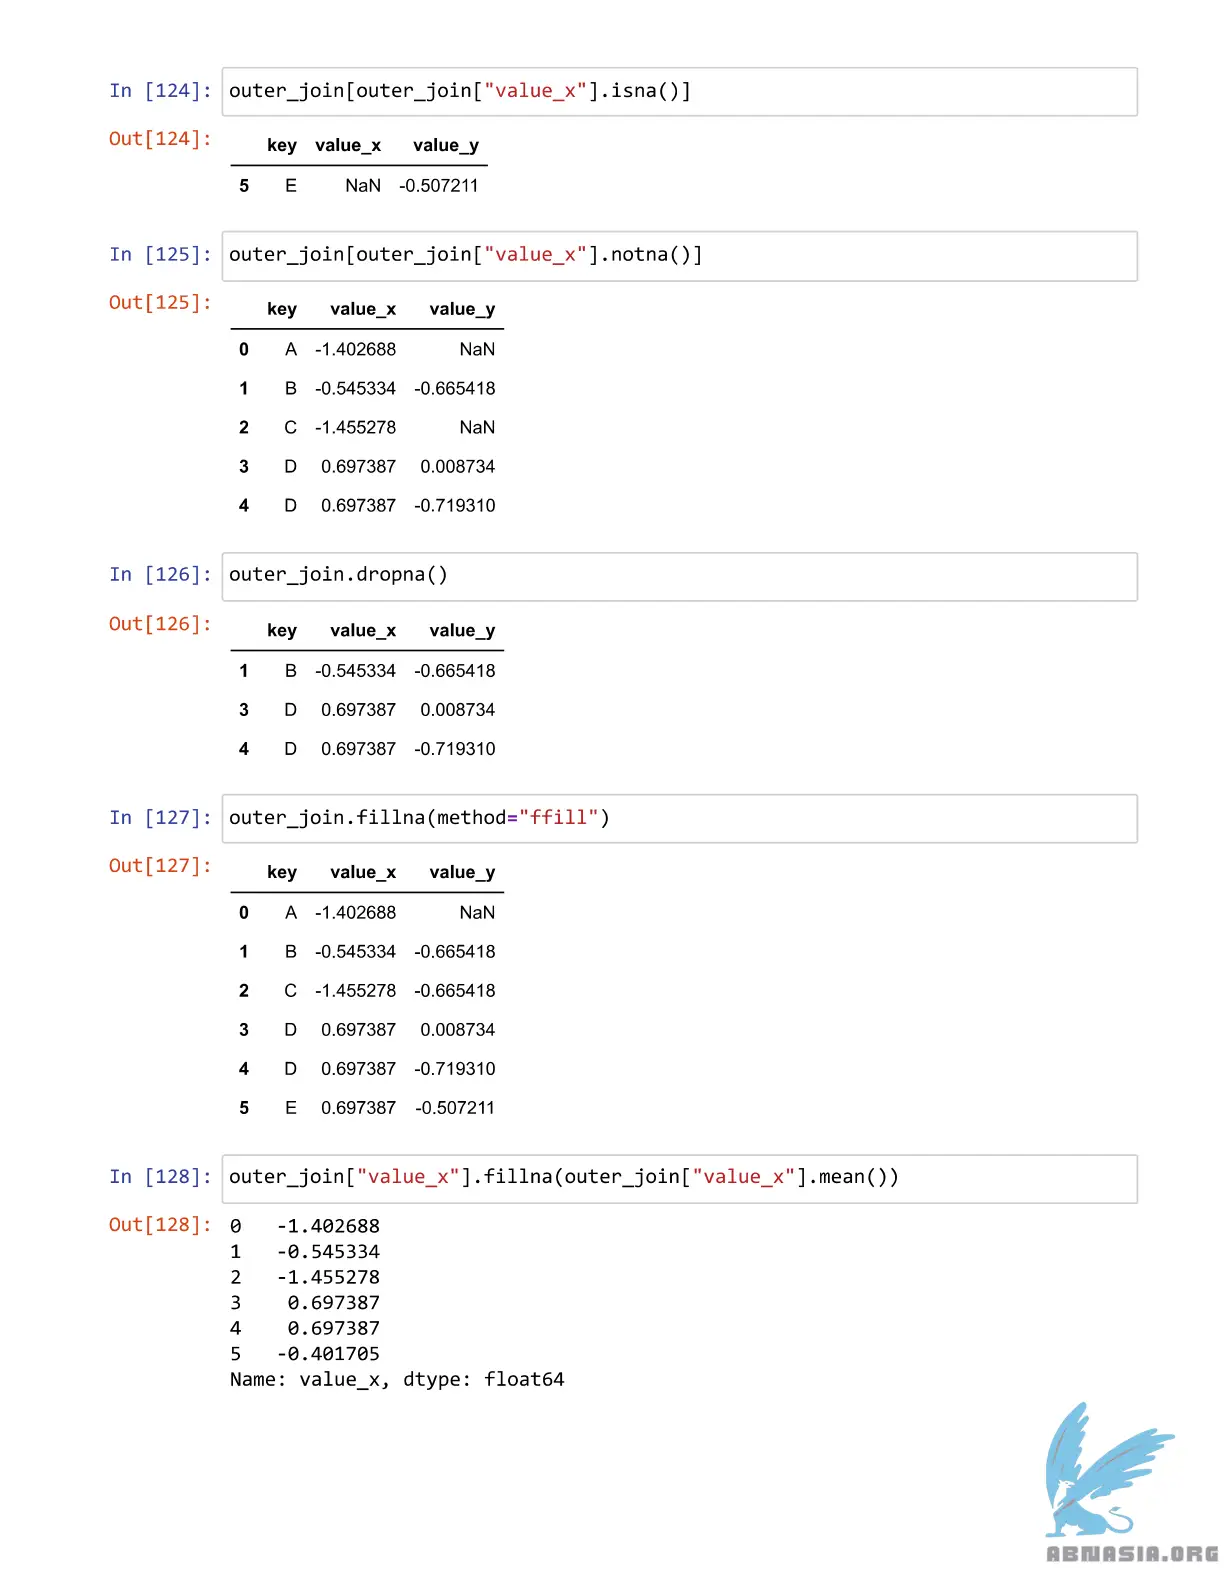 In [124]: outer_join[outer_join["value_x"].isna()]
Out[124]:
key value_x value_y
5 E NaN -0.507211
In [125]: outer_join[outer_join["value_x"].notna()]
Out[125]:
key value_x value_y
0 A -1.402688 NaN
1 B -0.545334 -0.665418
2 C -1.455278 NaN
3 D 0.697387 0.008734
4 D 0.697387 -0.719310
In [126]: outer_join.dropna()
Out[126]:
key value_x value_y
1 B -0.545334 -0.665418
3 D 0.697387 0.008734
4 D 0.697387 -0.719310
In [127]: outer_join.fillna(method="ffill")
Out[127]:
key value_x value_y
0 A -1.402688 NaN
1 B -0.545334 -0.665418
2 C -1.455278 -0.665418
3 D 0.697387 0.008734
4 D 0.697387 -0.719310
5 E 0.697387 -0.507211
In [128]: outer_join["value_x"].fillna(outer_join["value_x"].mean())
Out[128]: 0 -1.402688
1 -0.545334
2 -1.455278
3 0.697387
4 0.697387
5 -0.401705
Name: value_x, dtype: float64
ABNASIA.ORG